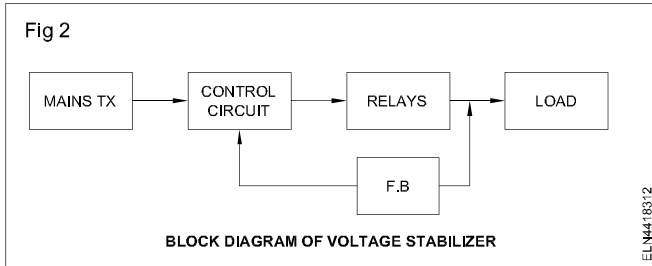 Fig 2
MAINS TX
CONTROL
CIRCUIT
RELAYS
LOAD
F.B
BLOCK DIAGRAM OF VOLTAGE STABILIZER
ELN4418312